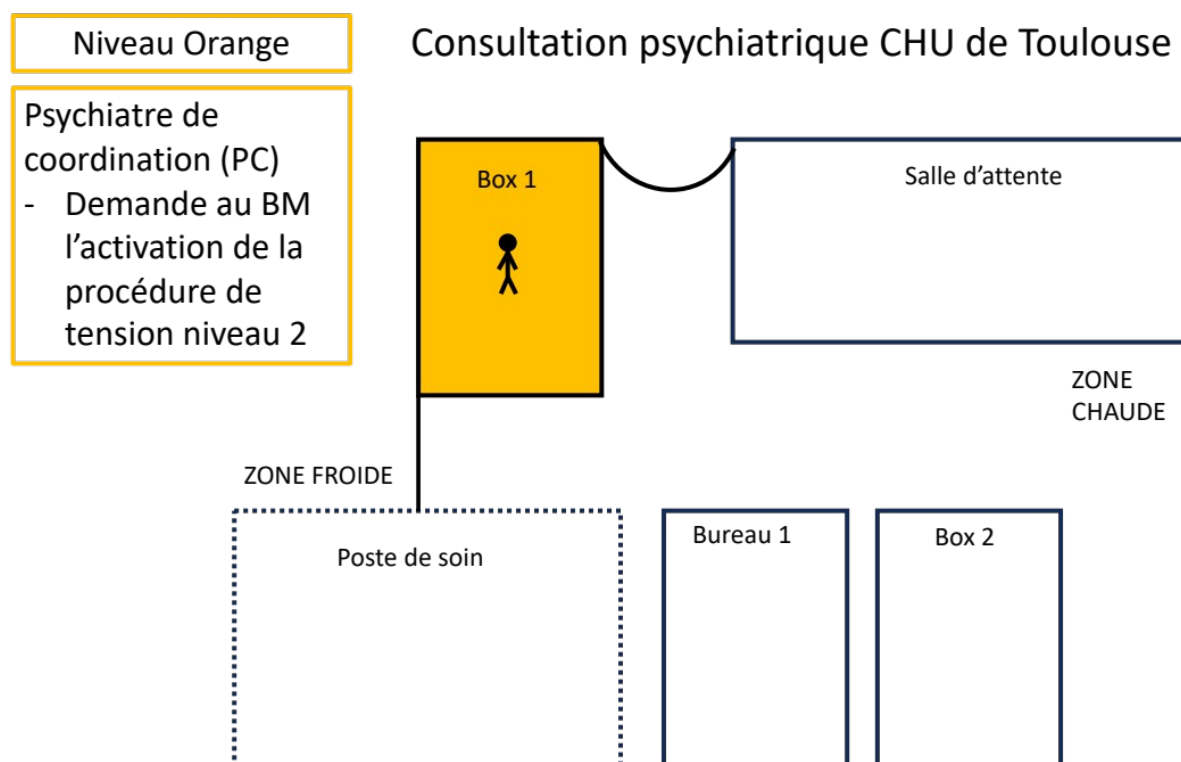 Niveau Orange
Consultation psychiatrique CHU de Toulouse
Psychiatre de
coordination (PC)
- Demande au BM
l’activation de la
procédure de
tension niveau 2
Box 1
Salle d’attente
ZONE
CHAUDE
ZONE FROIDE
Poste de soin
Bureau 1
Box 2